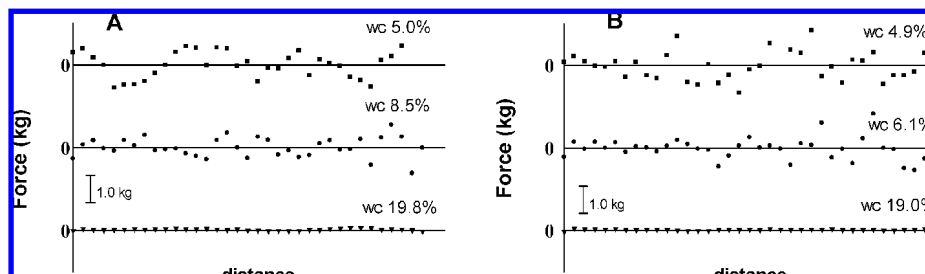 A
wc 5.0%
0
wc 8.5%
0
Force (kg)
1.0 kg
wc 19.8%
0
distance
B
wc 4.9%
0
wc 6.1%
0
Force (kg)
1.0 kg
wc 19.0%
0
distance